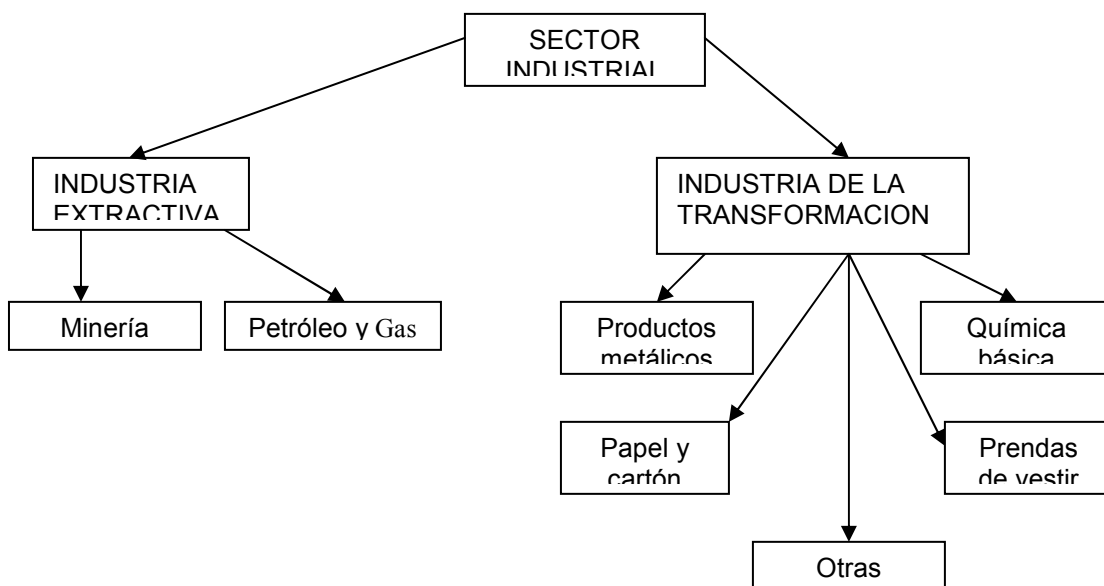 SECTOR
INDUSTRIAL
INDUSTRIA
EXTRACTIVA
INDUSTRIA DE LA
TRANSFORMACION
Minería
Petróleo y Gas
Productos
metálicos
Química
básica
Papel y
cartón
Prendas
de vestir
Otras